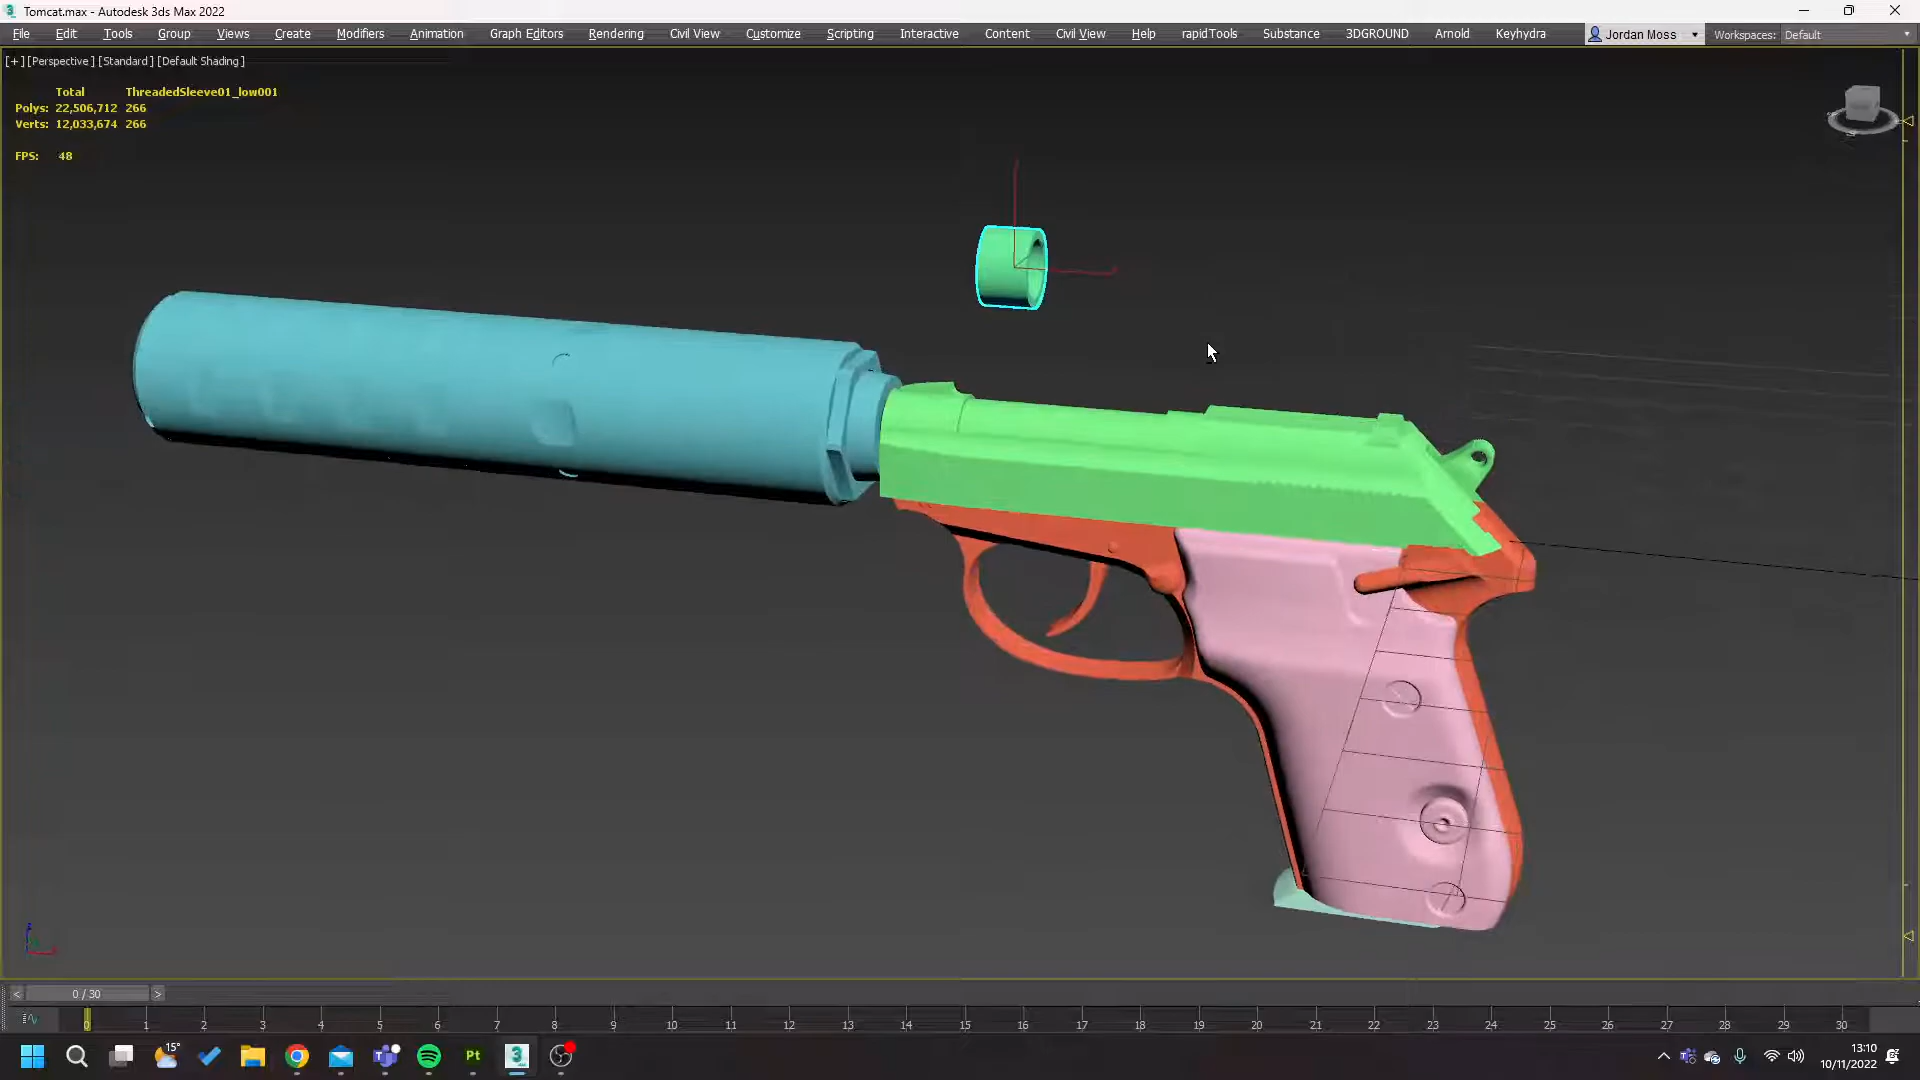 Tomcat.max - Autodesk 3ds Max 2022
File Edit Tools Group Views Create Modifiers Animation Graph Editors Rendering Civil View Customize Scripting Interactive Content Civil View Help rapidTools Substance 3DGROUND Arnold Keyhydra Jordan Moss Workspaces: Default
[+] [Perspective] [Standard] [Default Shading]
Total ThreadedSleeve01_low001
Polys: 22,506,712 266
Verts: 12,033,674 266
FPS: 48
< 0 / 30 >
0 1 2 3 4 5 6 7 8 9 10 11 12 13 14 15 16 17 18 19 20 21 22 23 24 25 26 27 28 29 30
15°
Pt
3
13:10
10/11/2022